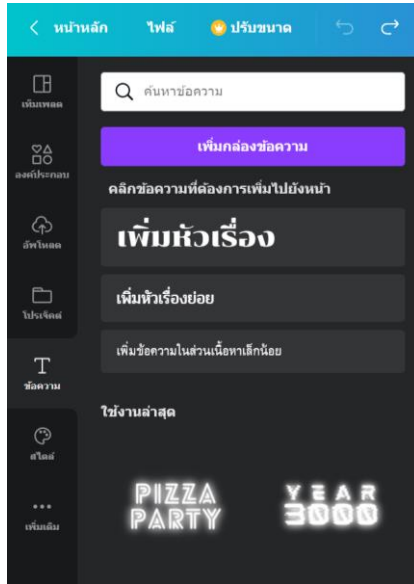 หน้าหลัก ไฟล์ ปรับขนาด
เท็มเพลต
องค์ประกอบ
อัพโหลด
โปรเจ็คต์
ข้อความ
สไตล์
เพิ่มเติม
ค้นหาข้อความ
เพิ่มกล่องข้อความ
คลิกข้อความที่ต้องการเพิ่มไปยังหน้า
เพิ่มหัวเรื่อง
เพิ่มหัวเรื่องย่อย
เพิ่มข้อความในส่วนเนื้อหาเล็กน้อย
ใช้งานล่าสุด
PIZZA
PARTY
YEAR
3000